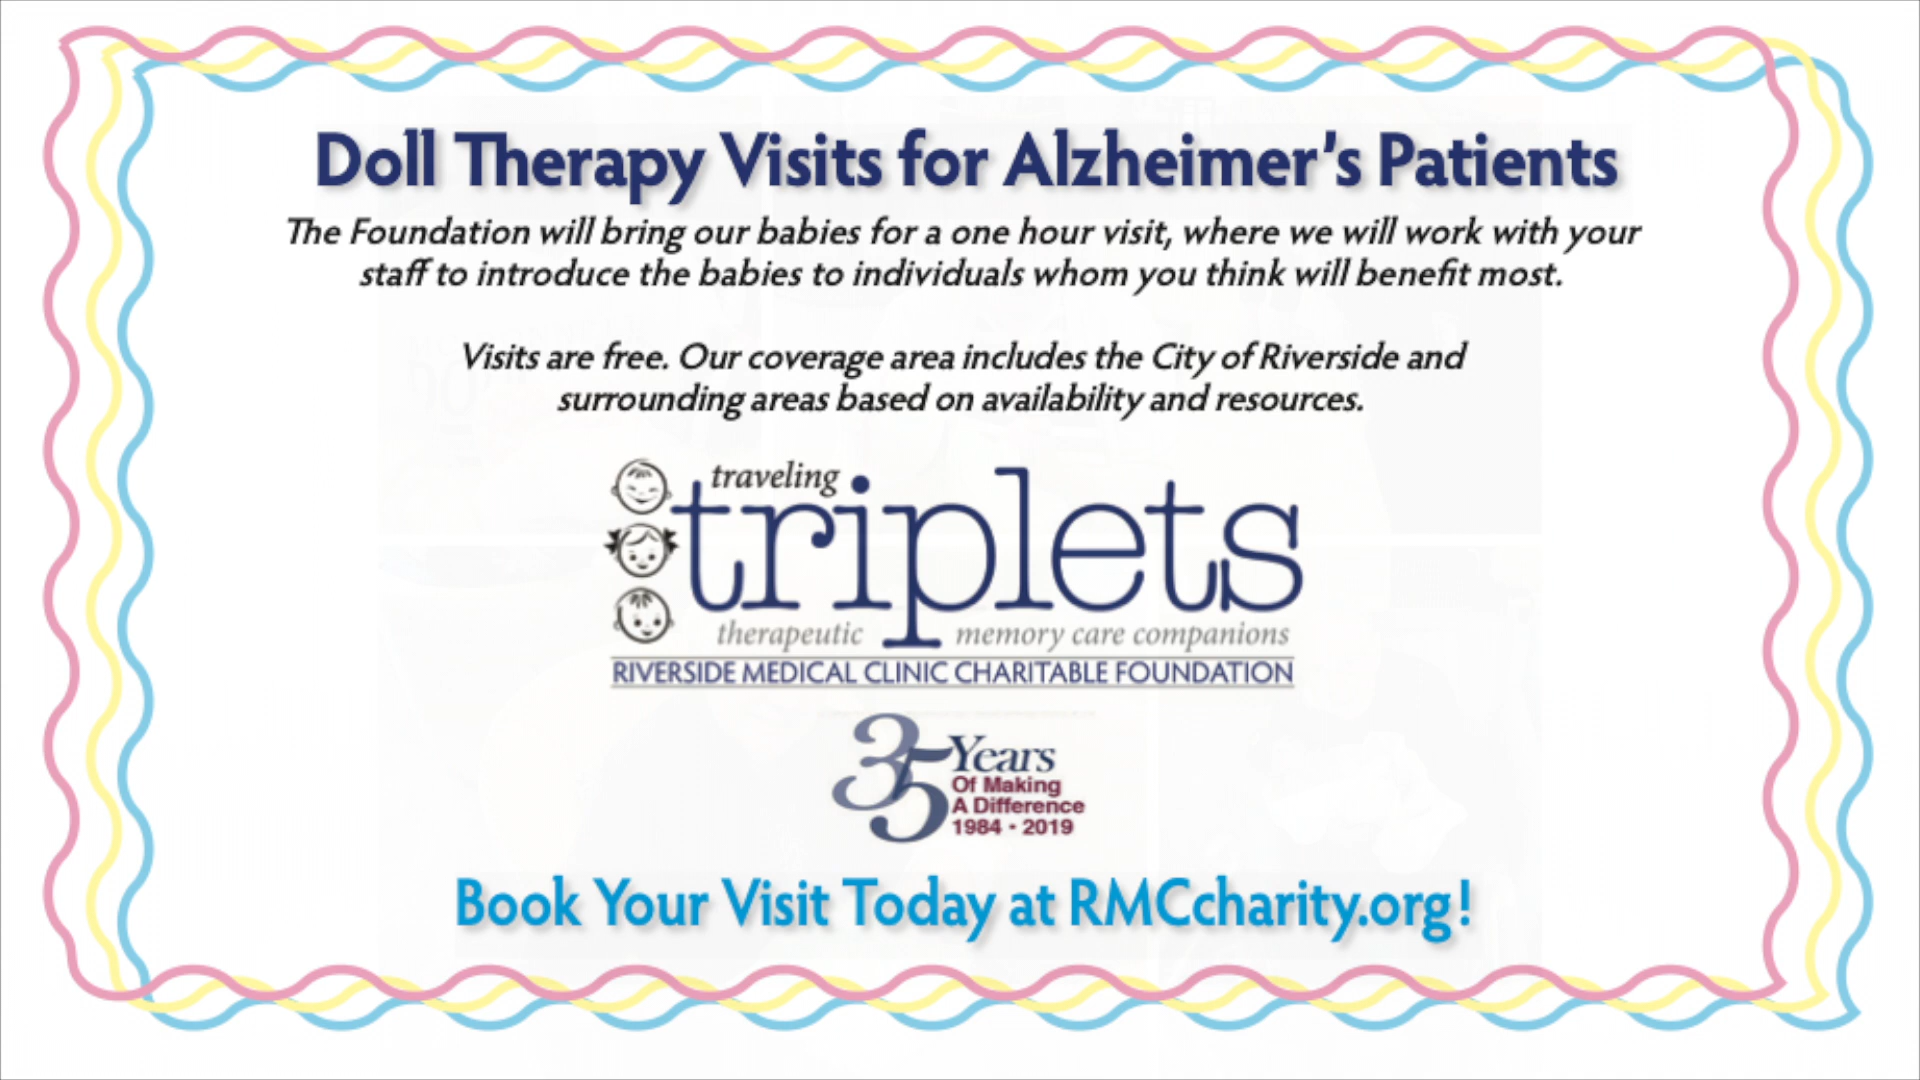 Doll Therapy Visits for Alzheimer's Patients
The Foundation will bring our babies for a one hour visit, where we will work with your
staff to introduce the babies to individuals whom you think will benefit most.
Visits are free. Our coverage area includes the City of Riverside and
surrounding areas based on availability and resources.
traveling
triplets
therapeutic memory care companions
RIVERSIDE MEDICAL CLINIC CHARITABLE FOUNDATION
35 Years
Of Making
A Difference
1984 • 2019
Book Your Visit Today at RMCcharity.org!